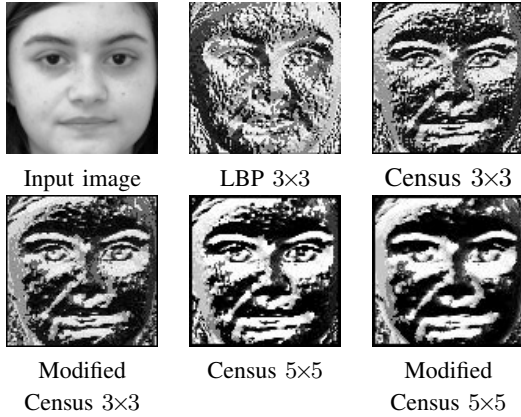 Input image
LBP 3×3
Census 3×3
Modified
Census 3×3
Census 5×5
Modified
Census 5×5